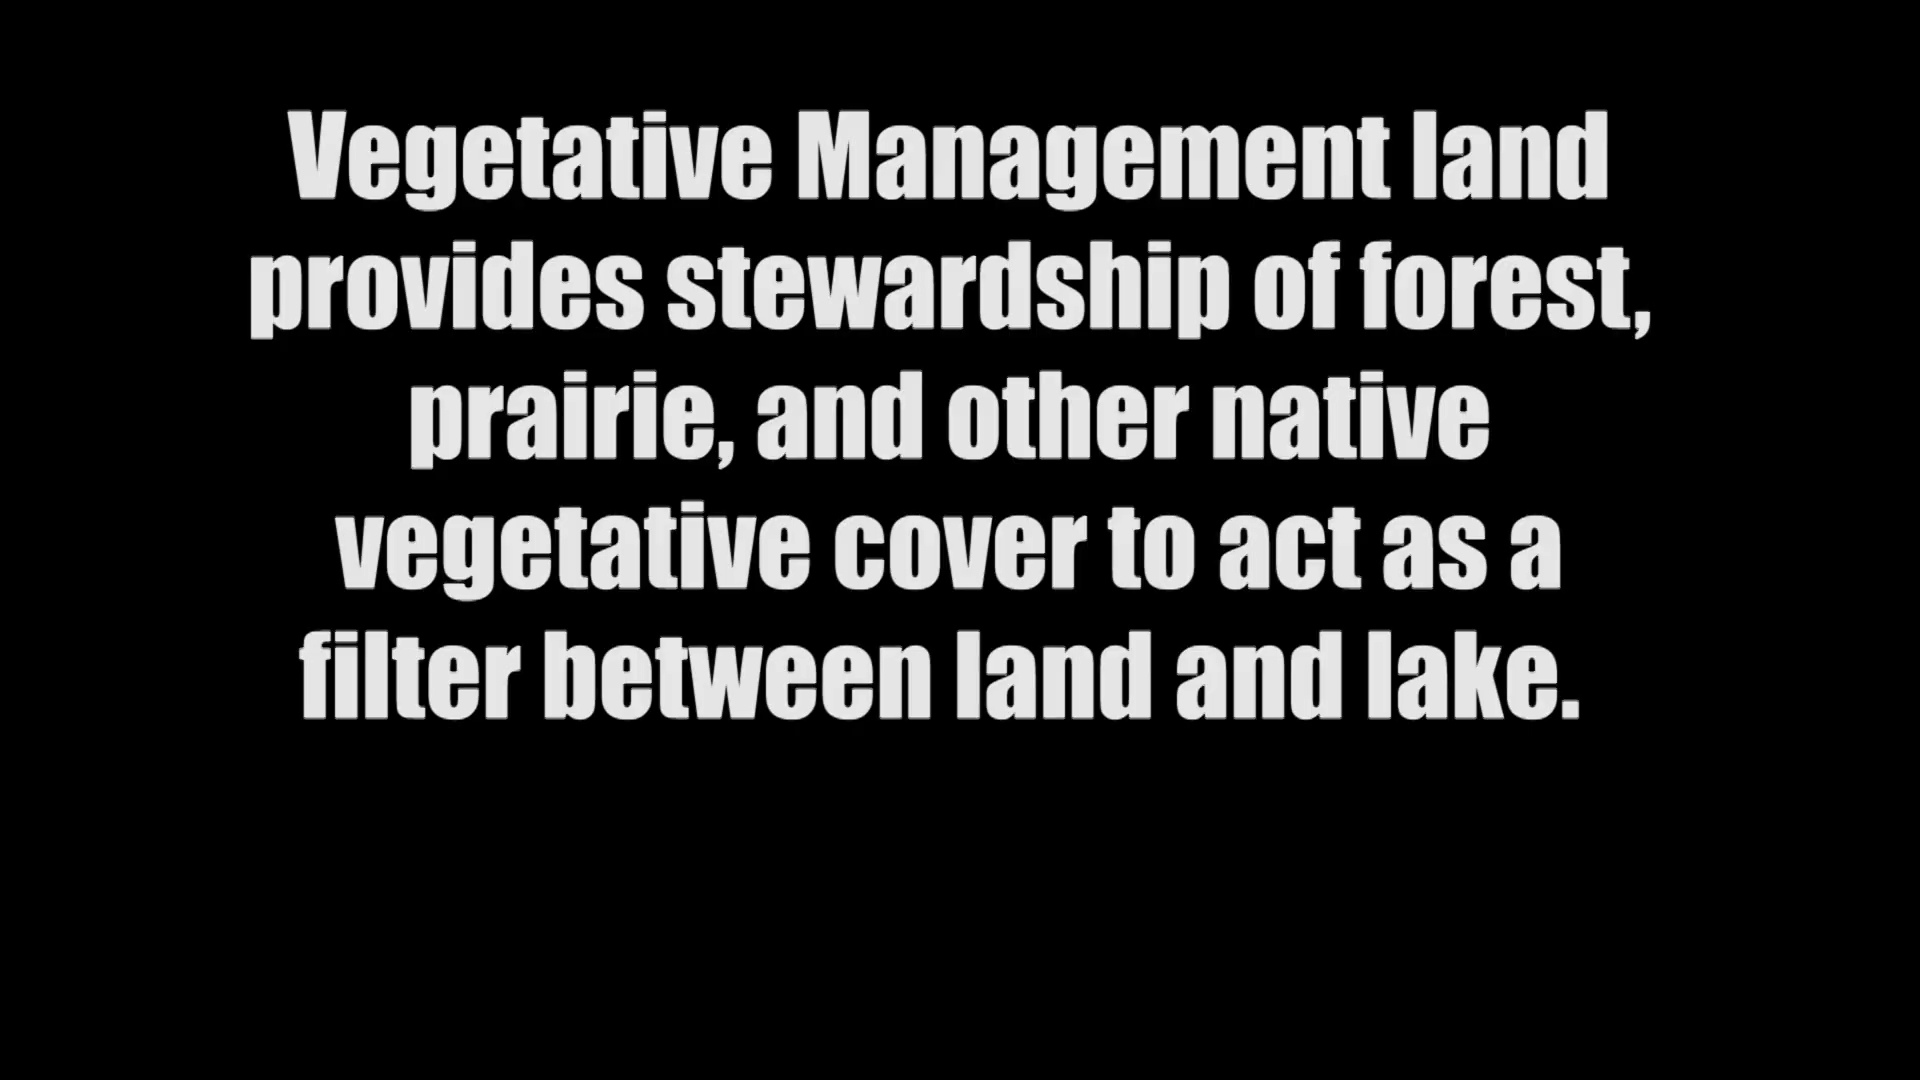 Vegetative Management land
provides stewardship of forest,
prairie, and other native
vegetative cover to act as a
filter between land and lake.